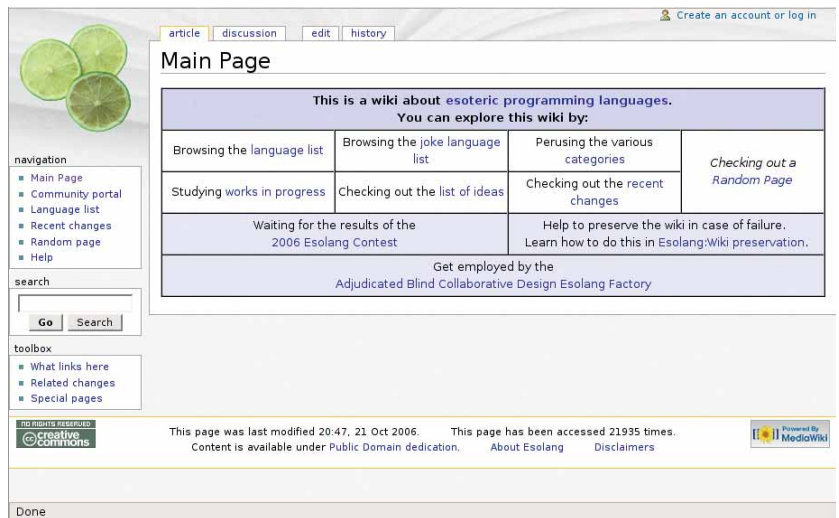 Create an account or log in
article discussion edit history
Main Page
This is a wiki about esoteric programming languages.
You can explore this wiki by:
Browsing the language list
Browsing the joke language
list
Perusing the various
categories
Checking out a
Random Page
Studying works in progress
Checking out the list of ideas
Checking out the recent
changes
Waiting for the results of the
2006 Esolang Contest
Help to preserve the wiki in case of failure.
Learn how to do this in Esolang:Wiki preservation.
Get employed by the
Adjudicated Blind Collaborative Design Esolang Factory
navigation
Main Page
Community portal
Language list
Recent changes
Random page
Help
search
Go Search
toolbox
What links here
Related changes
Special pages
NO RIGHTS RESERVED
cc creative
commons
This page was last modified 20:47, 21 Oct 2006. This page has been accessed 21935 times.
Content is available under Public Domain dedication. About Esolang Disclaimers
Powered By
MediaWiki
Done